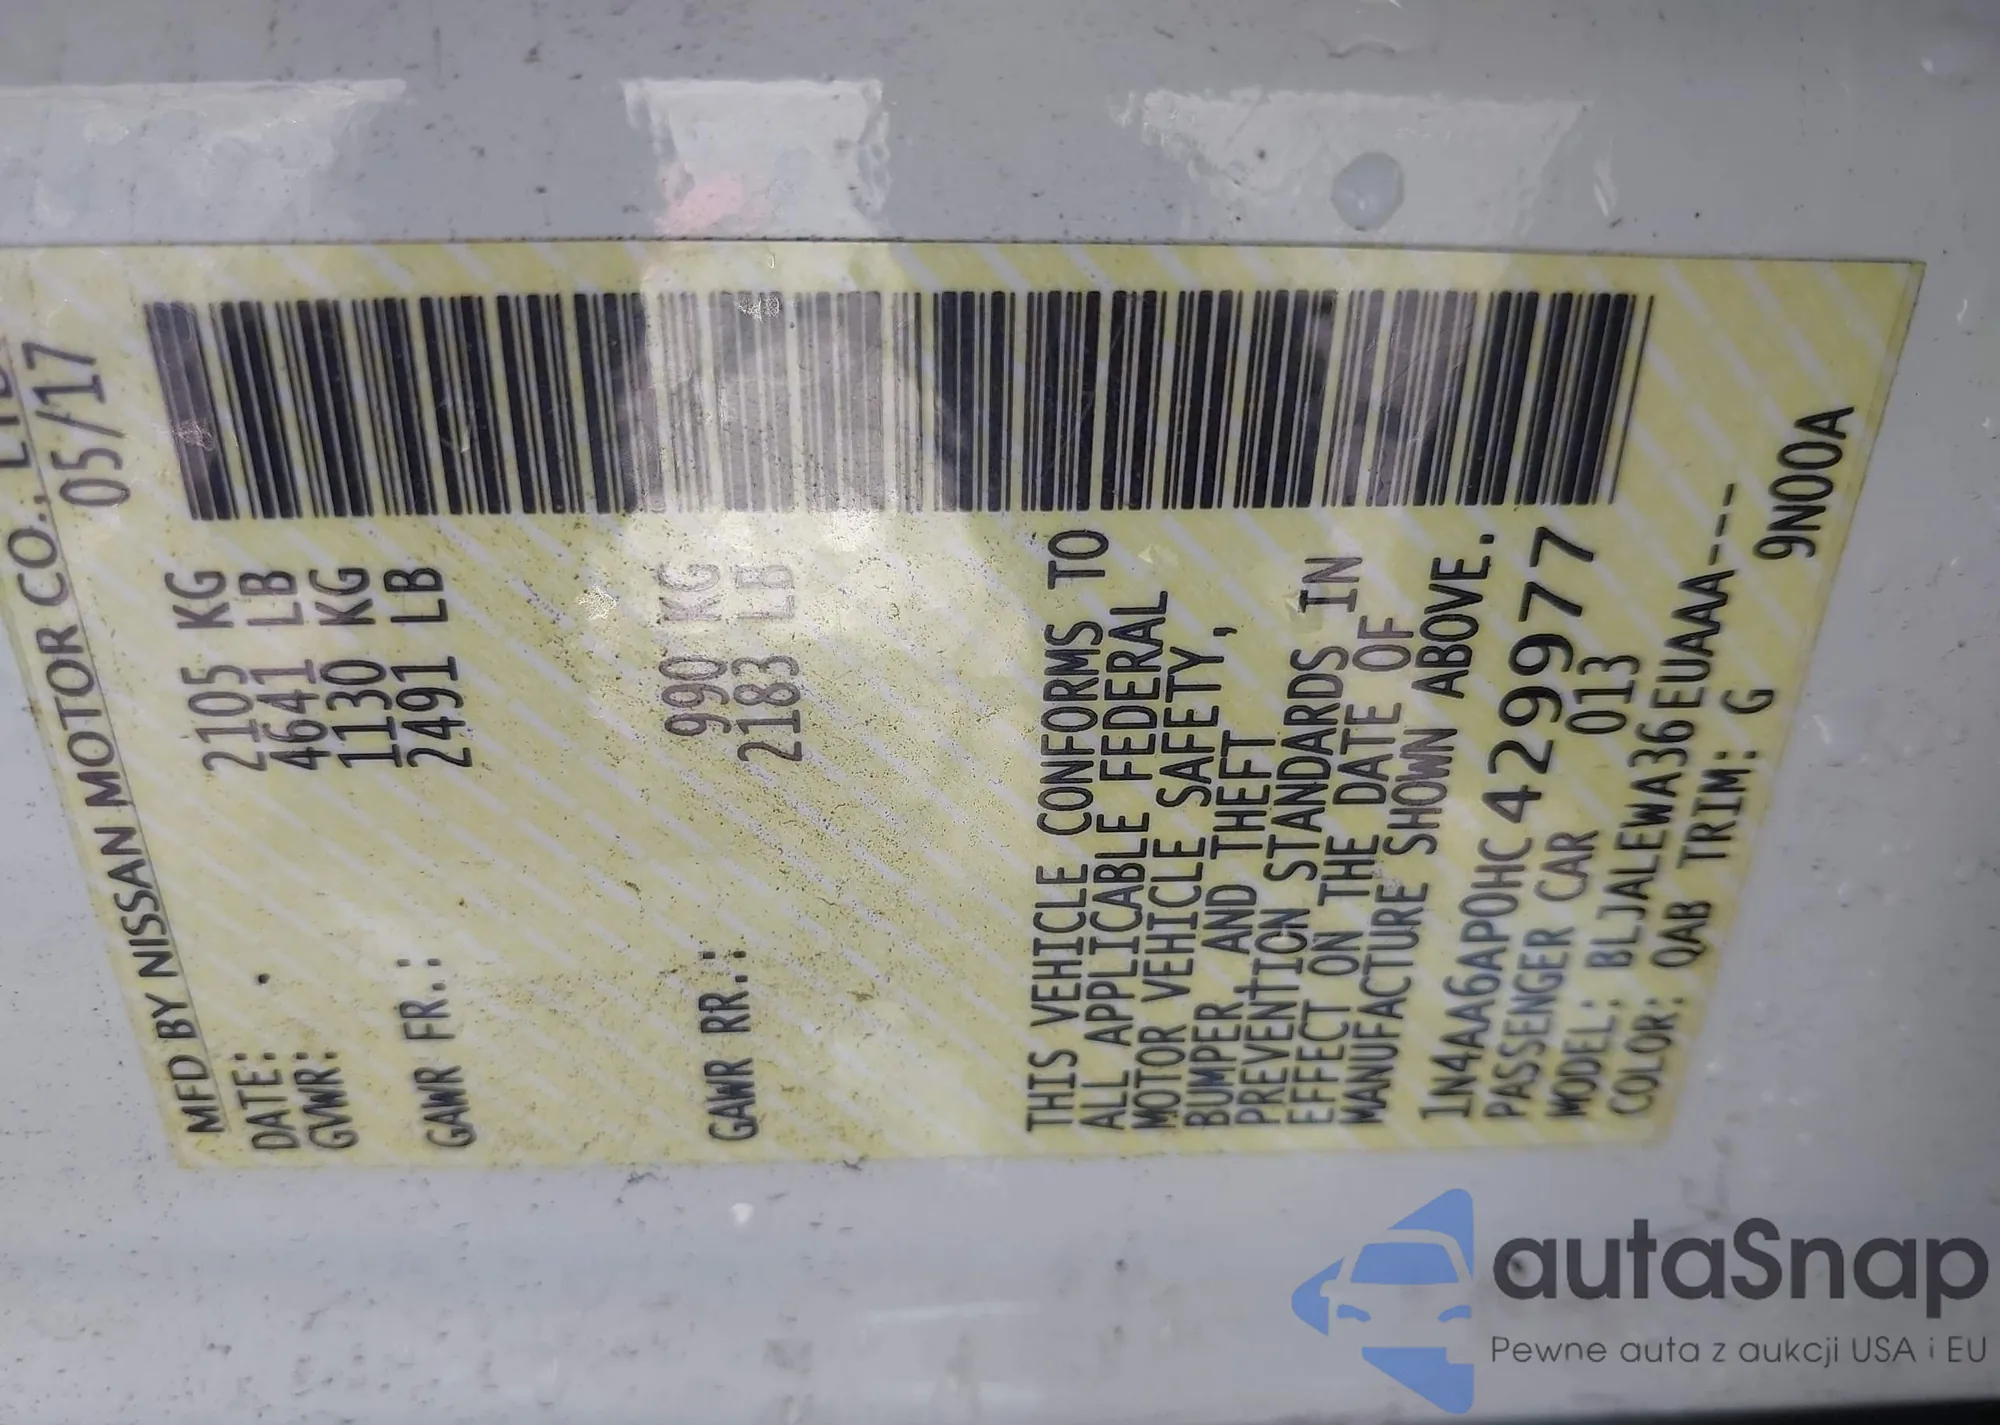 MFD BY NISSAN MOTOR CO., LTD
DATE: 05/17
GVWR: 2105 KG
4641 LB
GAWR FR.: 1130 KG
2491 LB
GAWR RR.: 990 KG
2183 LB
THIS VEHICLE CONFORMS TO
ALL APPLICABLE FEDERAL
MOTOR VEHICLE SAFETY,
BUMPER, AND THEFT
PREVENTION STANDARDS IN
EFFECT ON THE DATE OF
MANUFACTURE SHOWN ABOVE.
1N4AA6AP0HC429977
PASSENGER CAR 013
MODEL: BLJALEWA36EUAAA---
COLOR: QAB TRIM: G 9N00A
autaSnap
Pewne auta z aukcji USA i EU